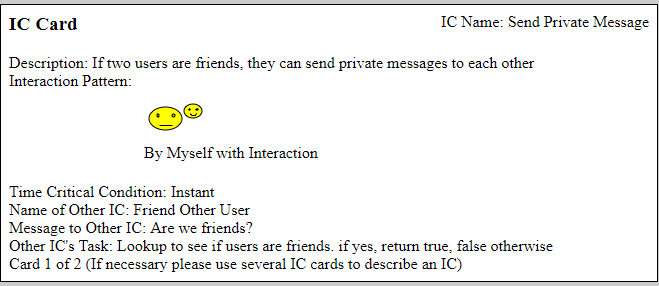 IC Card
IC Name: Send Private Message
Description: If two users are friends, they can send private messages to each other
Interaction Pattern:
By Myself with Interaction
Time Critical Condition: Instant
Name of Other IC: Friend Other User
Message to Other IC: Are we friends?
Other IC's Task: Lookup to see if users are friends. if yes, return true, false otherwise
Card 1 of 2 (If necessary please use several IC cards to describe an IC)